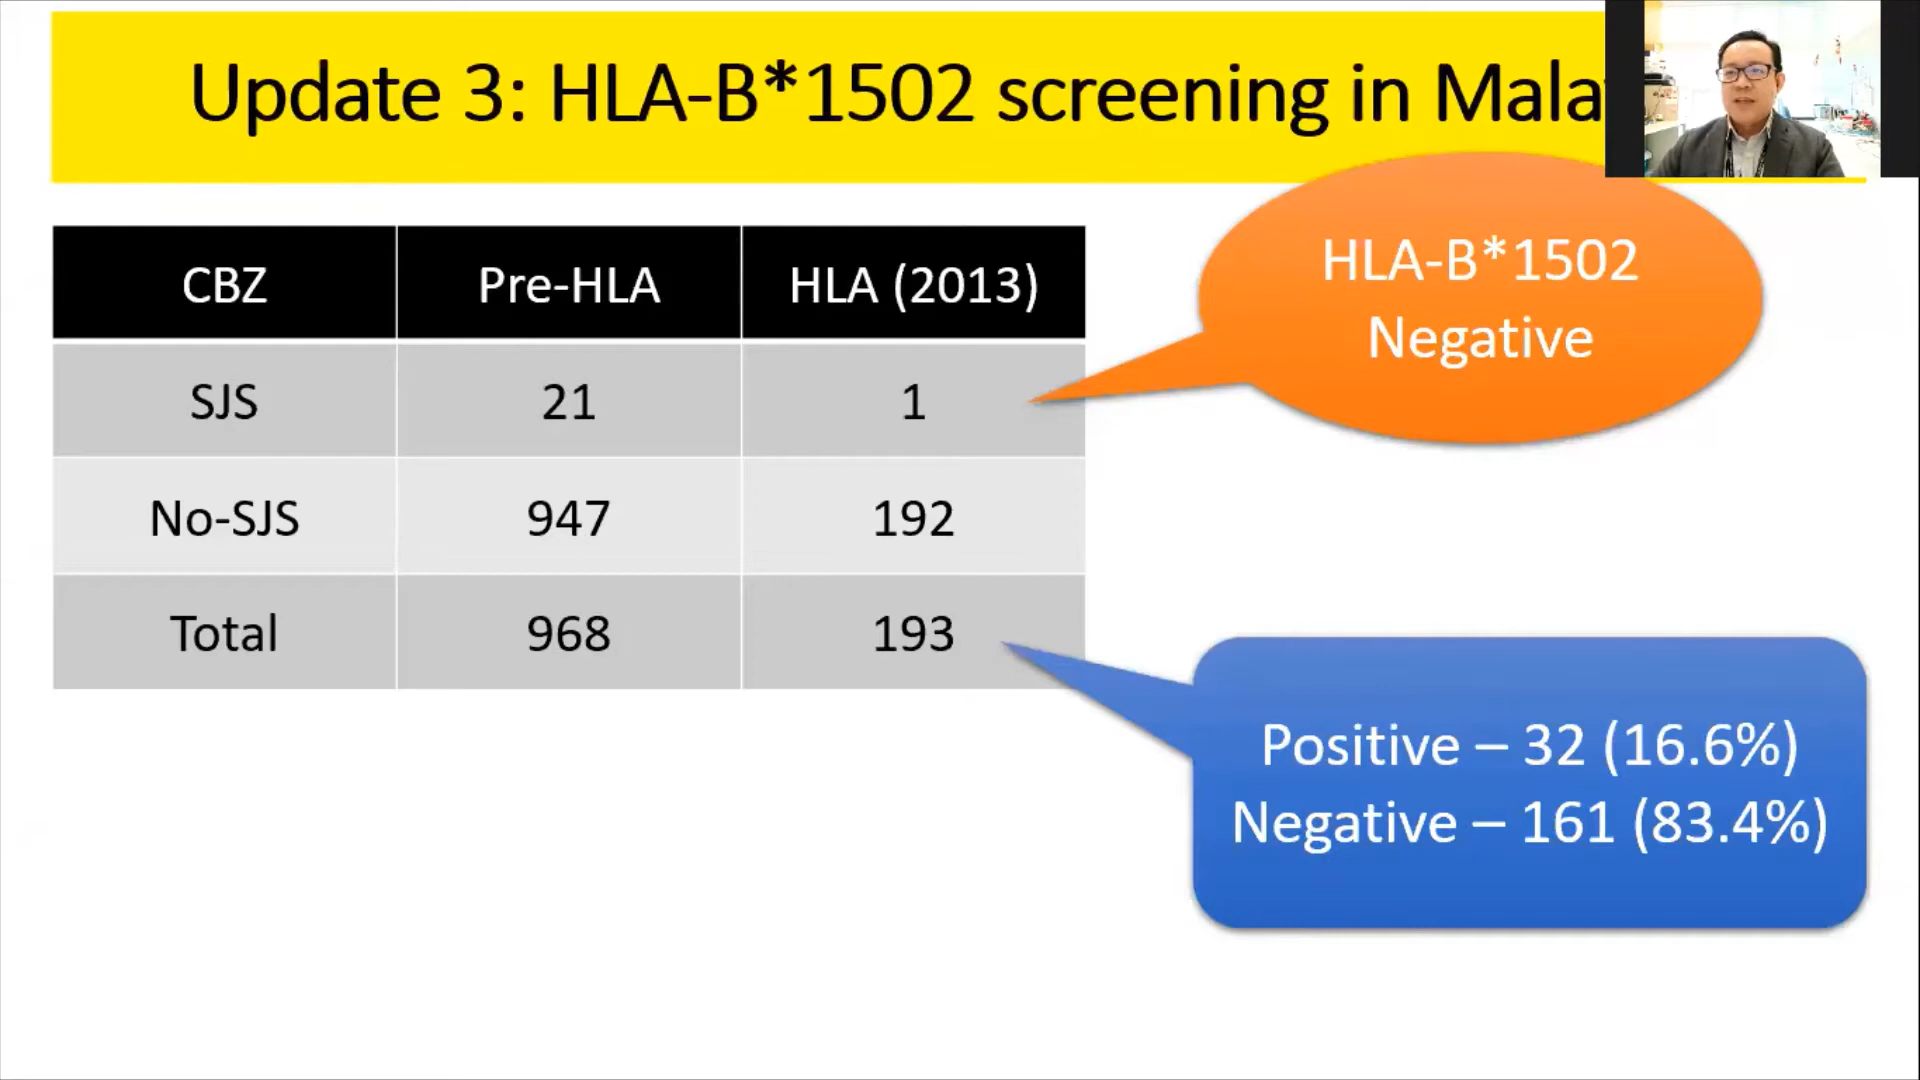 Update 3: HLA-B*1502 screening in
CBZ Pre-HLA HLA (2013)
SJS 21 1
No-SJS 947 192
Total 968 193
HLA-B*1502
Negative
Positive – 32 (16.6%)
Negative – 161 (83.4%)